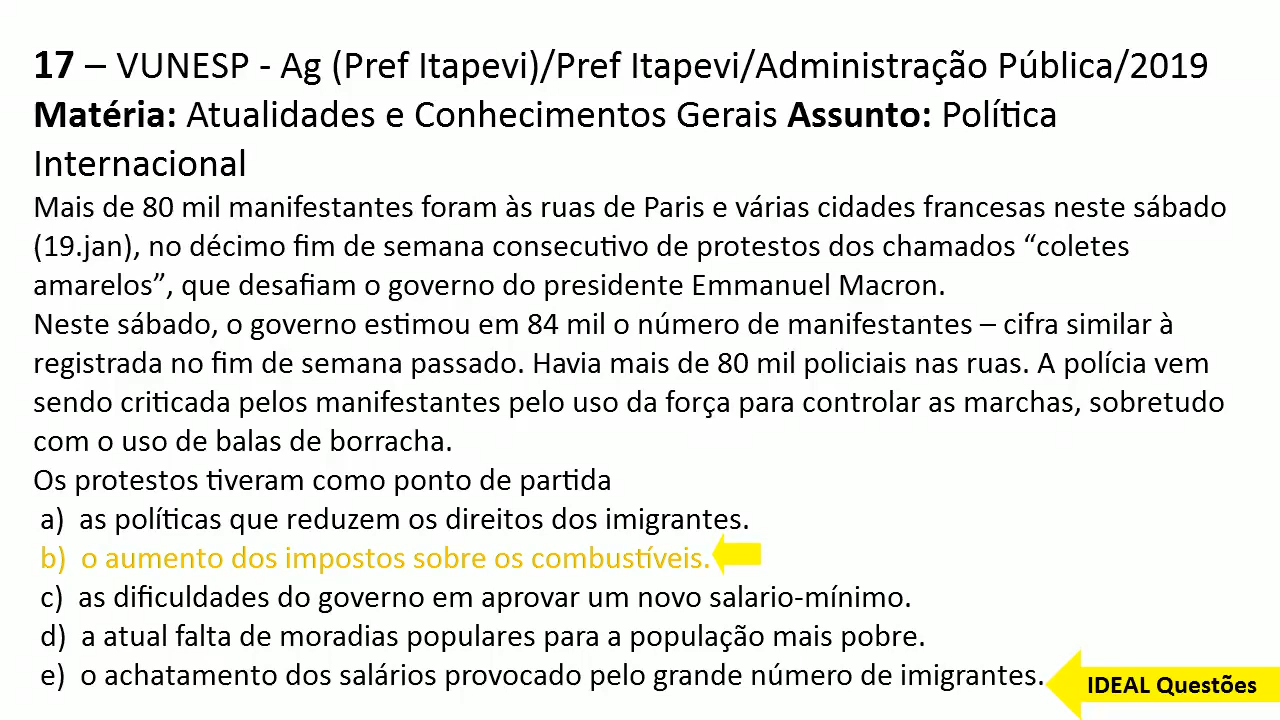 17 – VUNESP - Ag (Pref Itapevi)/Pref Itapevi/Administração Pública/2019
Matéria: Atualidades e Conhecimentos Gerais Assunto: Política
Internacional
Mais de 80 mil manifestantes foram às ruas de Paris e várias cidades francesas neste sábado
(19.jan), no décimo fim de semana consecutivo de protestos dos chamados “coletes
amarelos”, que desafiam o governo do presidente Emmanuel Macron.
Neste sábado, o governo estimou em 84 mil o número de manifestantes – cifra similar à
registrada no fim de semana passado. Havia mais de 80 mil policiais nas ruas. A polícia vem
sendo criticada pelos manifestantes pelo uso da força para controlar as marchas, sobretudo
com o uso de balas de borracha.
Os protestos tiveram como ponto de partida
a) as políticas que reduzem os direitos dos imigrantes.
b) o aumento dos impostos sobre os combustíveis.
c) as dificuldades do governo em aprovar um novo salario-mínimo.
d) a atual falta de moradias populares para a população mais pobre.
e) o achatamento dos salários provocado pelo grande número de imigrantes.
IDEAL Questões